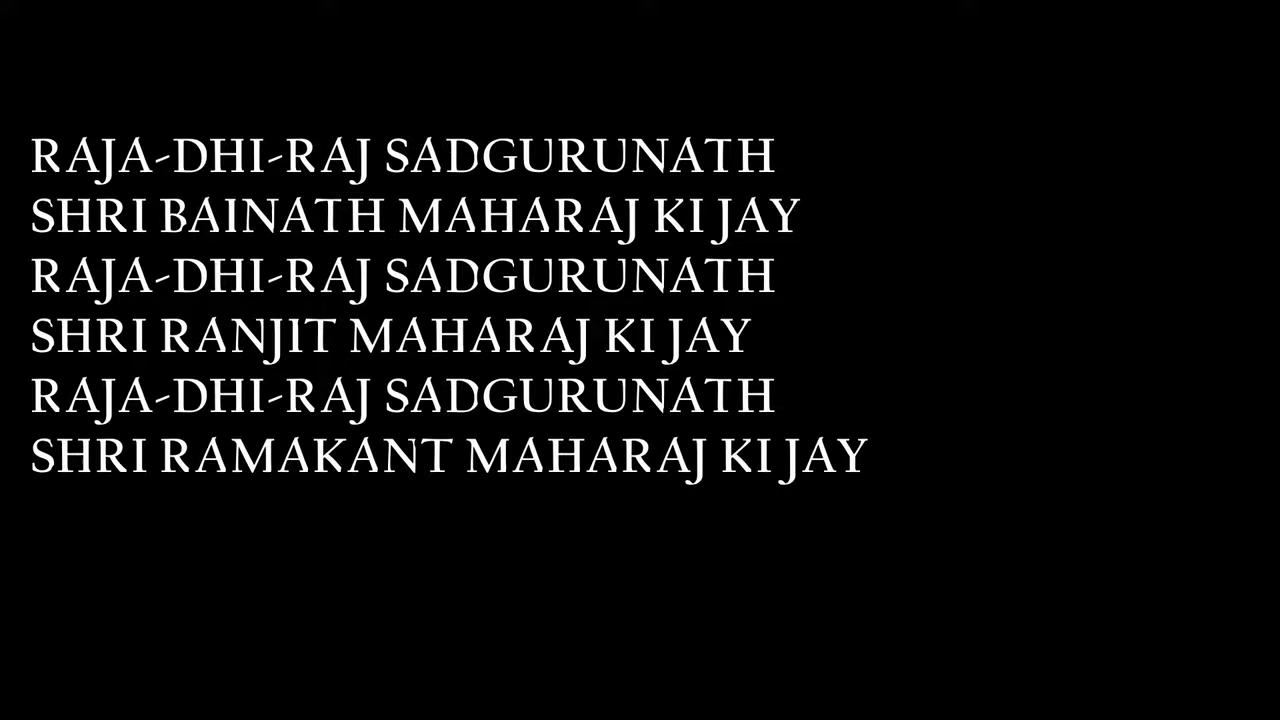 RAJA-DHI-RAJ SADGURUNATH
SHRI BAINATH MAHARAJ KI JAY
RAJA-DHI-RAJ SADGURUNATH
SHRI RANJIT MAHARAJ KI JAY
RAJA-DHI-RAJ SADGURUNATH
SHRI RAMAKANT MAHARAJ KI JAY